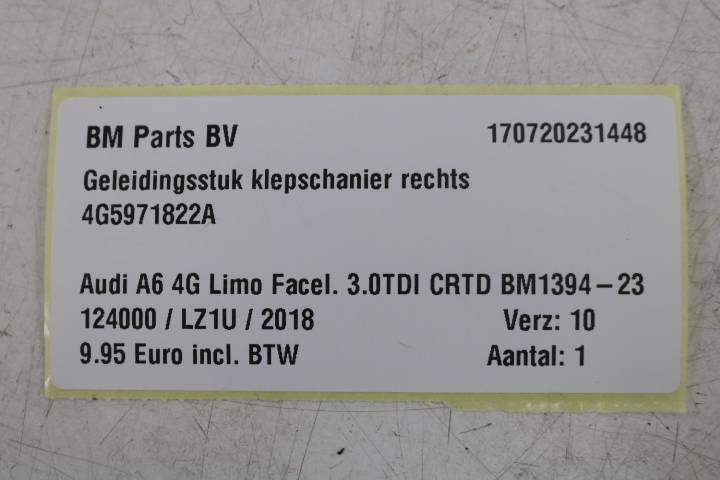 BM Parts BV 170720231448
Geleidingsstuk klepschanier rechts
4G5971822A
Audi A6 4G Limo Facel. 3.0TDI CRTD BM1394-23
124000 / LZ1U / 2018 Verz: 10
9.95 Euro incl. BTW Aantal: 1